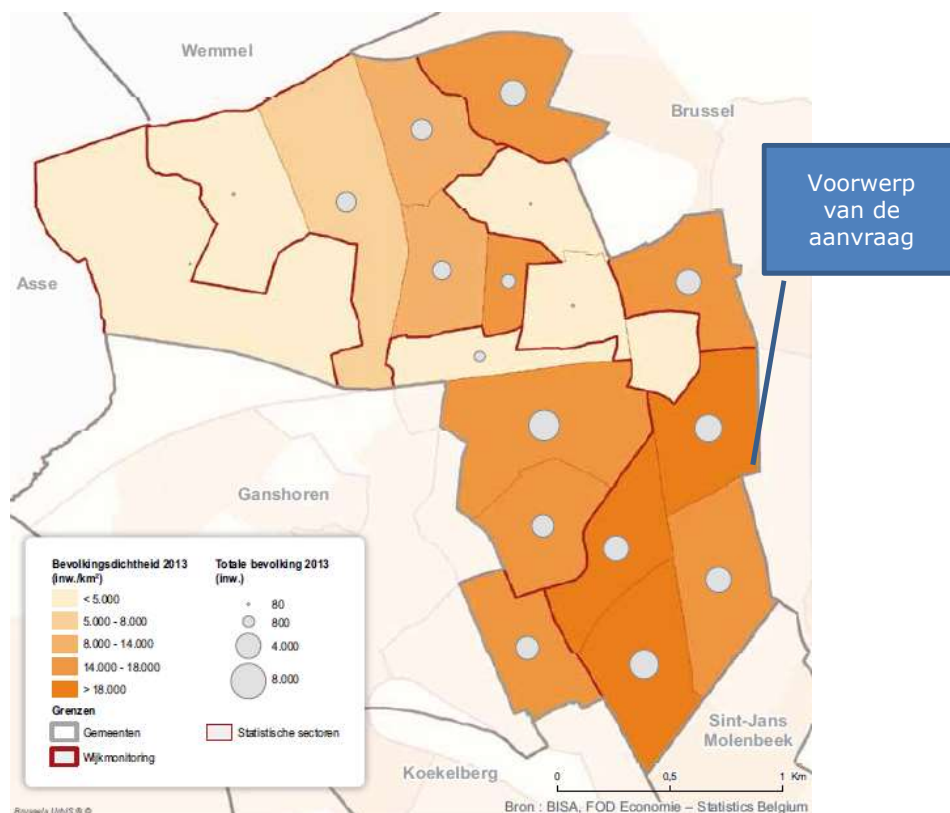 Wemmel
Brussel
Voorwerp
van de
aanvraag
Asse
Ganshoren
Bevolkingsdichtheid 2013
(inw./km²)
< 5.000
5.000 - 8.000
8.000 - 14.000
14.000 - 18.000
> 18.000
Totale bevolking 2013
(inw.)
80
800
4.000
8.000
Grenzen
Gemeenten
Wijkmonitoring
Statistische sectoren
Sint-Jans
Molenbeek
Koekelberg
0 0,5 1 Km
Bron : BISA, FOD Economie – Statistics Belgium